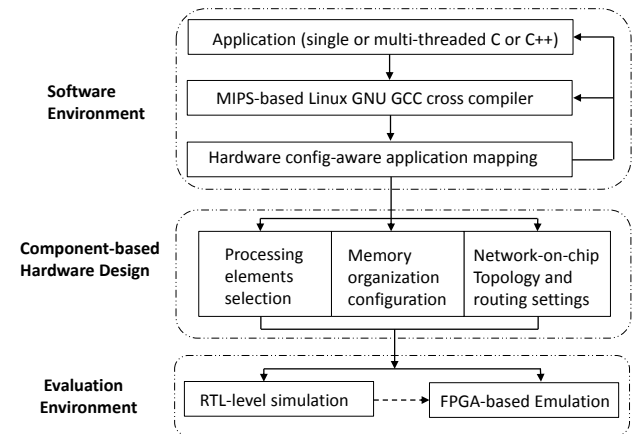 Software
Environment
Application (single or multi-threaded C or C++)
MIPS-based Linux GNU GCC cross compiler
Hardware config-aware application mapping
Component-based
Hardware Design
Processing
elements
selection
Memory
organization
configuration
Network-on-chip
Topology and
routing settings
Evaluation
Environment
RTL-level simulation
FPGA-based Emulation